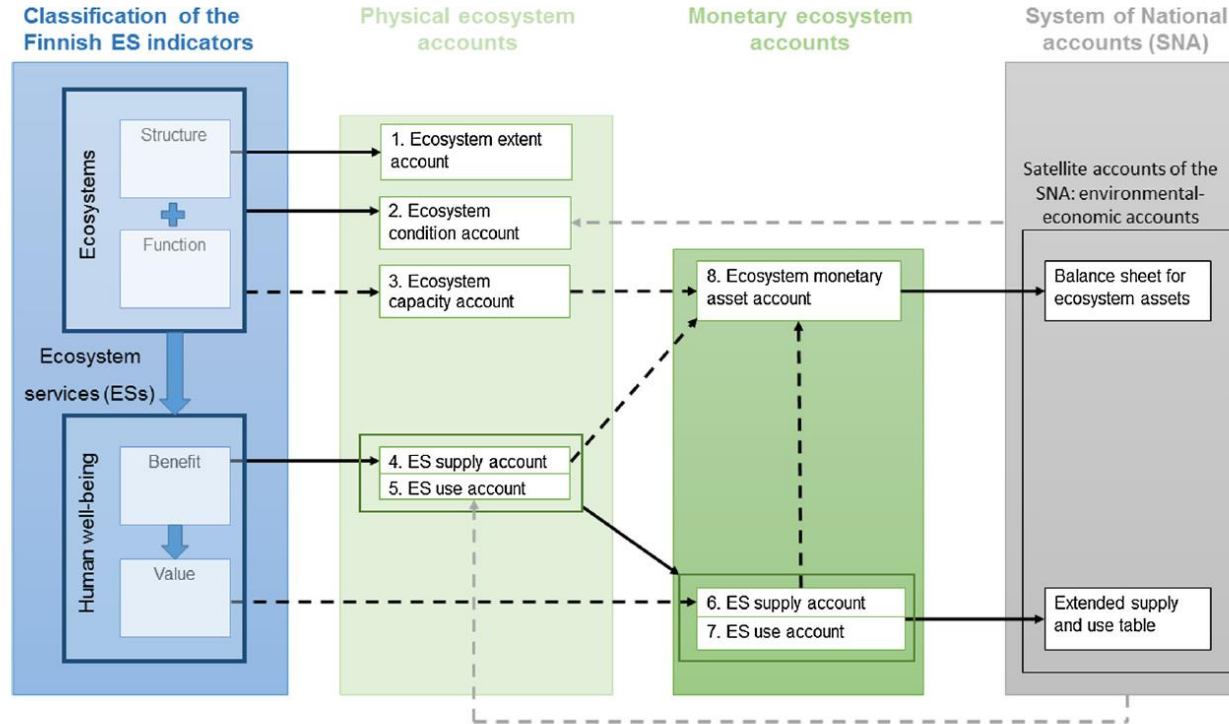 Classification of the
Finnish ES indicators
Physical ecosystem
accounts
Monetary ecosystem
accounts
System of National
accounts (SNA)
Ecosystems
Structure
Function
Ecosystem
services (ESs)
Human well-being
Benefit
Value
1. Ecosystem extent
account
2. Ecosystem
condition account
3. Ecosystem
capacity account
4. ES supply account
5. ES use account
8. Ecosystem monetary
asset account
6. ES supply account
7. ES use account
Satellite accounts of the
SNA: environmental-
economic accounts
Balance sheet for
ecosystem assets
Extended supply
and use table